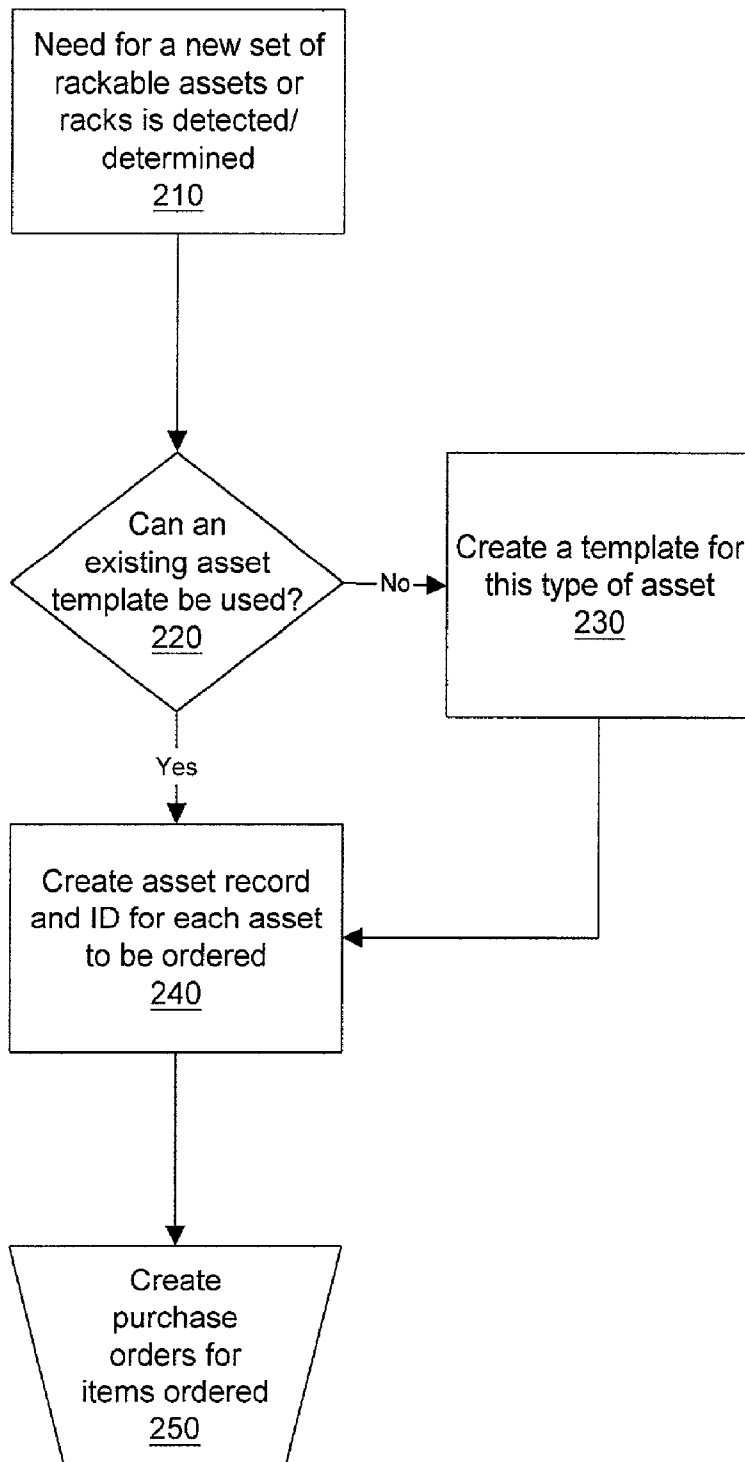 Need for a new set of
rackable assets or
racks is detected/
determined
210
Can an
existing asset
template be used?
220
No
Create a template for
this type of asset
230
Yes
Create asset record
and ID for each asset
to be ordered
240
Create
purchase
orders for
items ordered
250